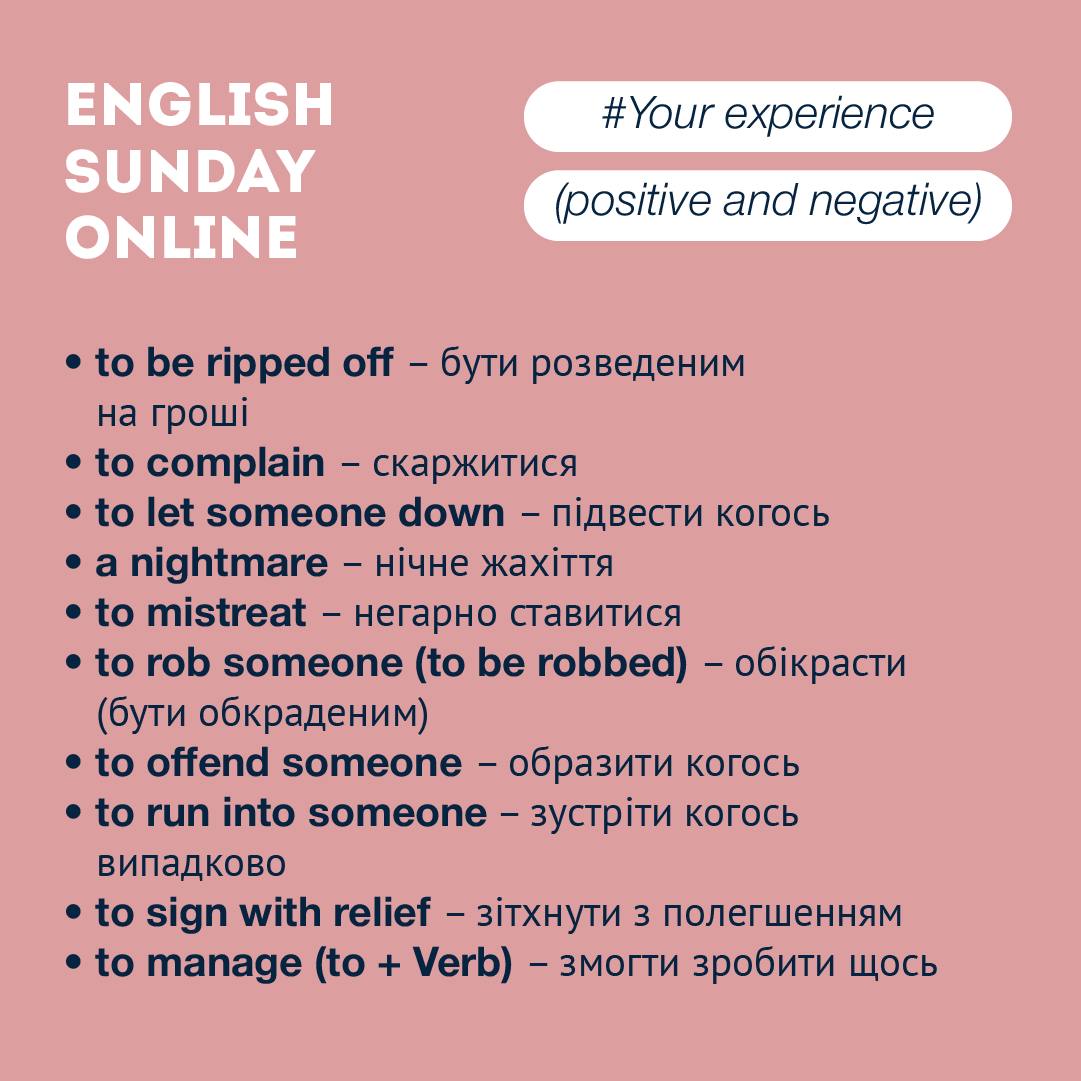 ENGLISH
SUNDAY
ONLINE
#Your experience
(positive and negative)
• to be ripped off – бути розведеним
на гроші
• to complain – скаржитися
• to let someone down – підвести когось
• a nightmare – нічне жахіття
• to mistreat – негарно ставитися
• to rob someone (to be robbed) – обікрасти
(бути обкраденим)
• to offend someone – образити когось
• to run into someone – зустріти когось
випадково
• to sign with relief – зітхнути з полегшенням
• to manage (to + Verb) – змогти зробити щось